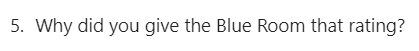 5. Why did you give the Blue Room that rating?